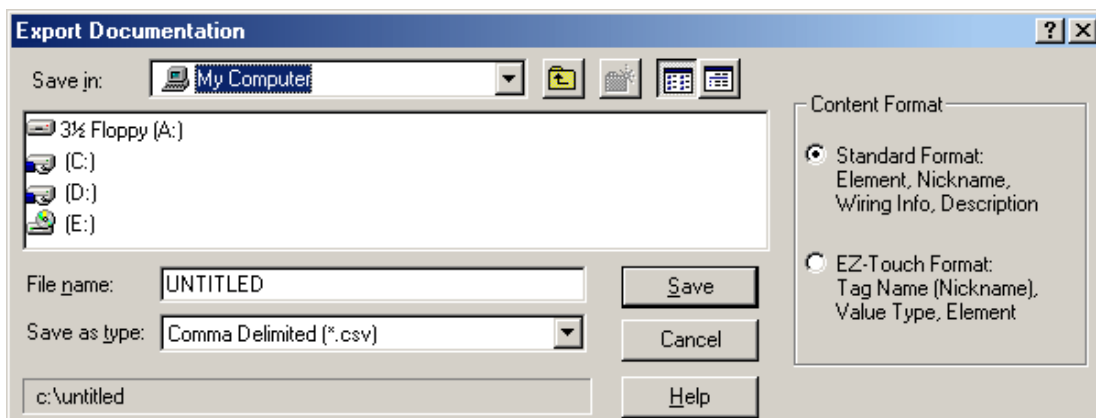 Export Documentation
Save in:
My Computer
3½ Floppy (A:)
(C:)
(D:)
(E:)
File name:
UNTITLED
Save
Save as type:
Comma Delimited (*.csv)
Cancel
c:\untitled
Help
Content Format
Standard Format:
Element, Nickname,
Wiring Info, Description
EZ-Touch Format:
Tag Name (Nickname),
Value Type, Element